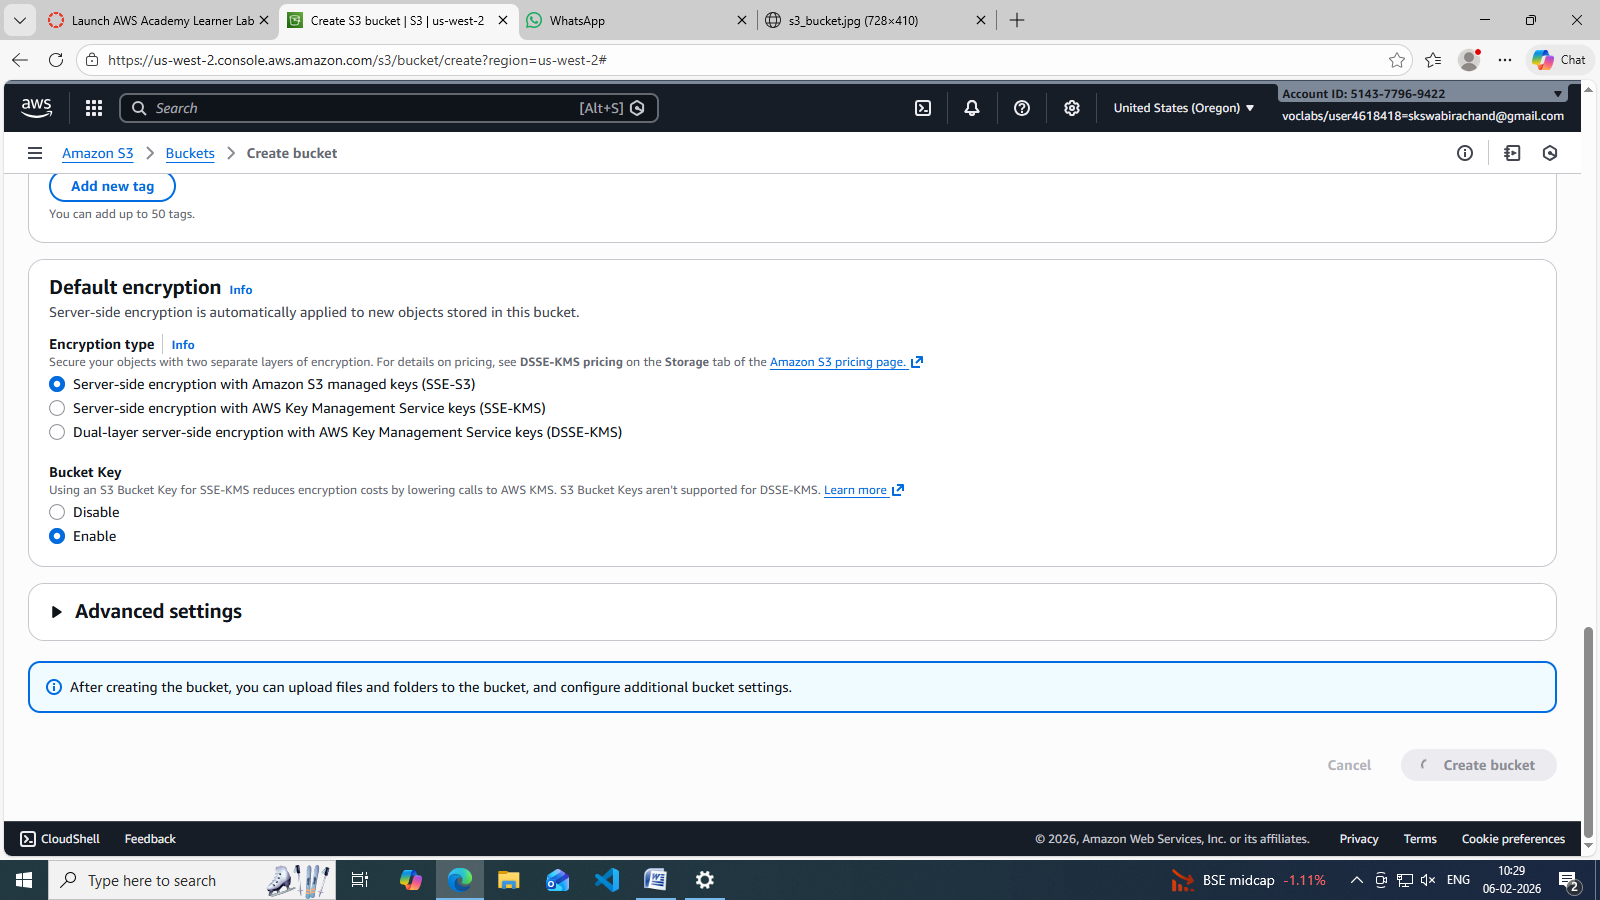 Launch AWS Academy Learner Lab
Create S3 bucket | S3 | us-west-2
WhatsApp
s3_bucket.jpg (728×410)
https://us-west-2.console.aws.amazon.com/s3/bucket/create?region=us-west-2#
Chat
aws
Search
[Alt+S]
United States (Oregon)
Account ID: 5143-7796-9422
voclabs/user4618418=skswabirachand@gmail.com
Amazon S3
Buckets
Create bucket
Add new tag
You can add up to 50 tags.
Default encryption Info
Server-side encryption is automatically applied to new objects stored in this bucket.
Encryption type Info
Secure your objects with two separate layers of encryption. For details on pricing, see DSSE-KMS pricing on the Storage tab of the Amazon S3 pricing page.
Server-side encryption with Amazon S3 managed keys (SSE-S3)
Server-side encryption with AWS Key Management Service keys (SSE-KMS)
Dual-layer server-side encryption with AWS Key Management Service keys (DSSE-KMS)
Bucket Key
Using an S3 Bucket Key for SSE-KMS reduces encryption costs by lowering calls to AWS KMS. S3 Bucket Keys aren't supported for DSSE-KMS. Learn more
Disable
Enable
Advanced settings
After creating the bucket, you can upload files and folders to the bucket, and configure additional bucket settings.
Cancel
Create bucket
CloudShell
Feedback
© 2026, Amazon Web Services, Inc. or its affiliates.
Privacy
Terms
Cookie preferences
Type here to search
BSE midcap -1.11%
ENG
10:29
06-02-2026
2